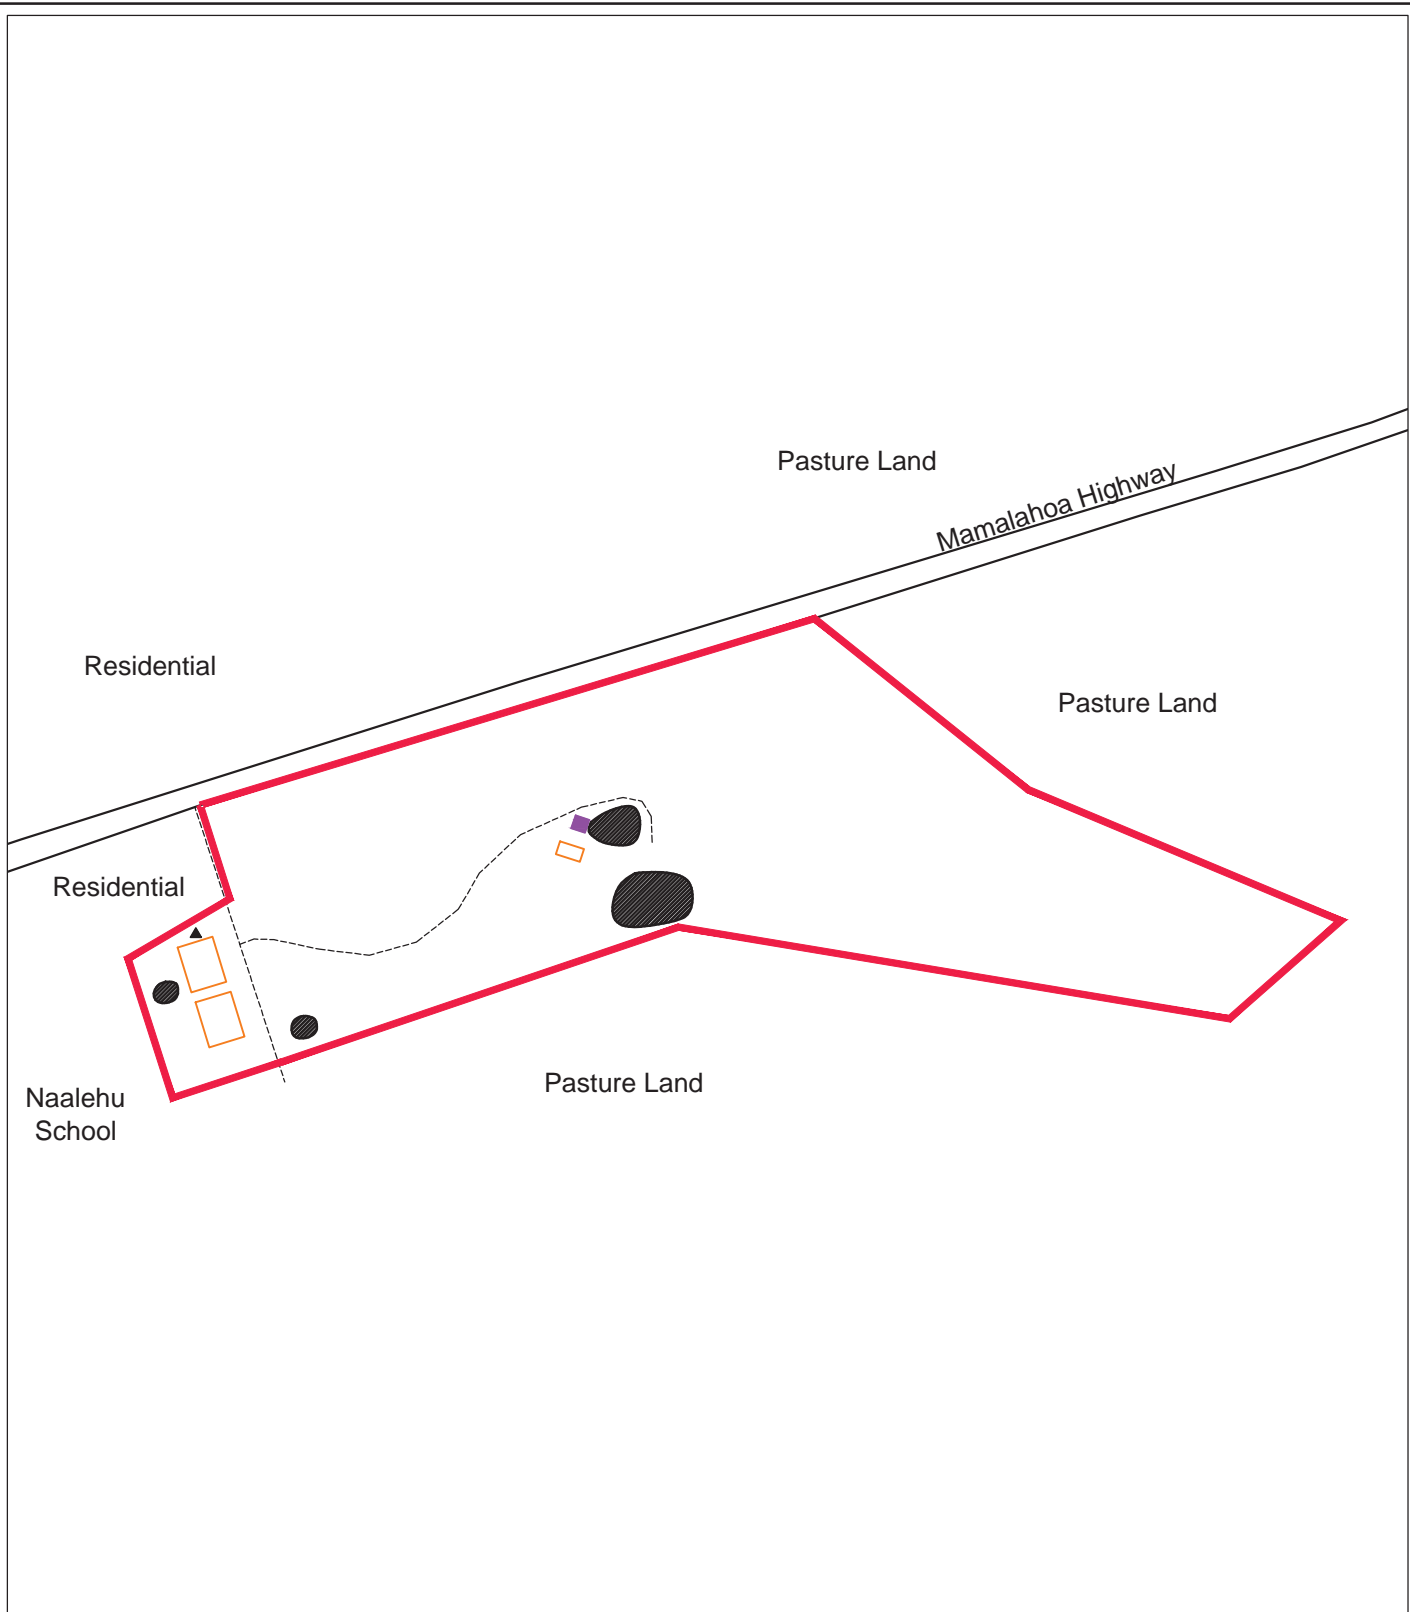 Pasture Land
Mamalahoa Highway
Residential
Pasture Land
Residential
Pasture Land
Naalehu
School